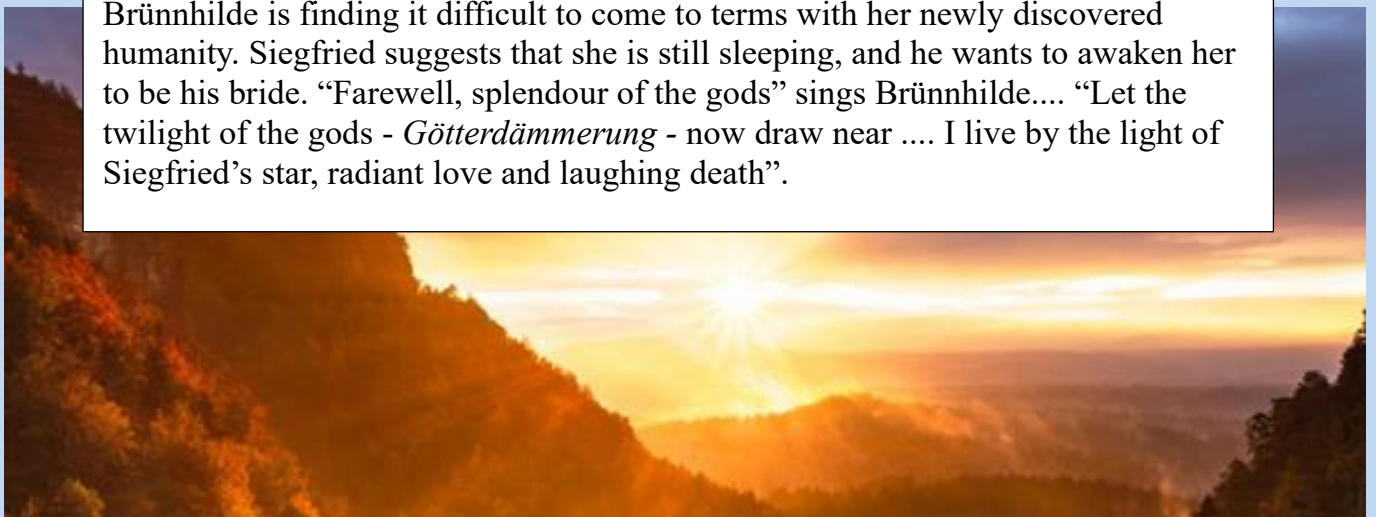 Brünnhilde is finding it difficult to come to terms with her newly discovered
humanity. Siegfried suggests that she is still sleeping, and he wants to awaken her
to be his bride. “Farewell, splendour of the gods” sings Brünnhilde.... “Let the
twilight of the gods - Götterdämmerung - now draw near .... I live by the light of
Siegfried’s star, radiant love and laughing death”.